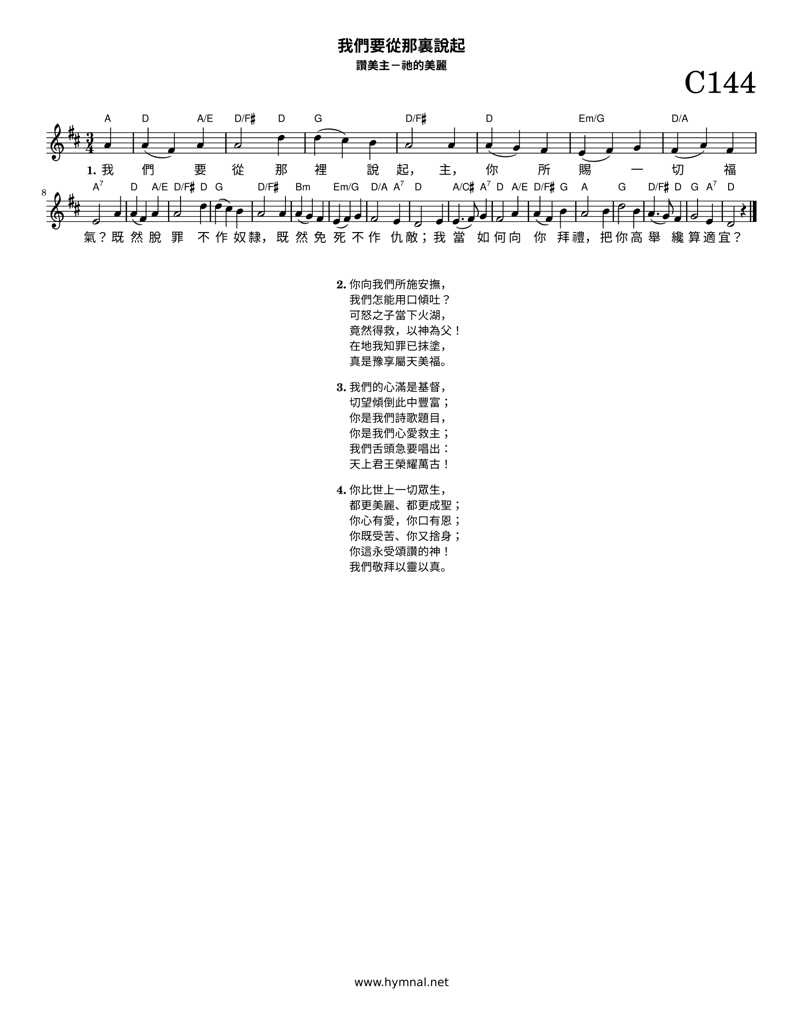 我們要從那裏說起
讚美主－祂的美麗
C144
A D A/E D/F♯ D G D/F♯ D Em/G D/A
3 4
1. 我 們 要 從 那 裡 說 起， 主， 你 所 賜 一 切 福
8
A7 D A/E D/F♯ D G D/F♯ Bm Em/G D/A A7 D A/C♯ A7 D A/E D/F♯ G A G D/F♯ D G A7 D
氣？既 然 脫 罪 不 作 奴 隸， 既 然 免 死 不 作 仇 敵；我 當 如 何 向 你 拜 禮， 把 你 高 舉 纔 算 適 宜？
2. 你向我們所施安撫，
我們怎能用口傾吐？
可怒之子當下火湖，
竟然得救，以神為父！
在地我知罪已抹塗，
真是豫享屬天美福。
3. 我們的心滿是基督，
切望傾倒此中豐富；
你是我們詩歌題目，
你是我們心愛救主；
我們舌頭急要唱出：
天上君王榮耀萬古！
4. 你比世上一切眾生，
都更美麗、都更成聖；
你心有愛，你口有恩；
你既受苦、你又捨身；
你這永受頌讚的神！
我們敬拜以靈以真。
www.hymnal.net